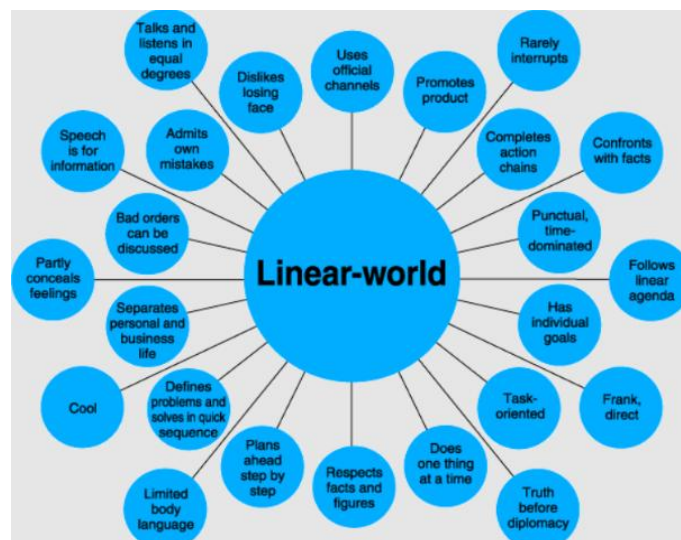 Talks and
listens in
equal
degrees
Dislikes
losing
face
Uses
official
channels
Promotes
product
Rarely
interrupts
Speech
is for
information
Admits
own
mistakes
Completes
action
chains
Confronts
with facts
Bad orders
can be
discussed
Punctual,
time-
dominated
Partly
conceals
feelings
Linear-world
Follows
linear
agenda
Separates
personal and
business
life
Has
individual
goals
Cool
Defines
problems and
solves in quick
sequence
Task-
oriented
Frank,
direct
Limited
body
language
Plans
ahead
step by
step
Respects
facts and
figures
Does
one thing
at a time
Truth
before
diplomacy